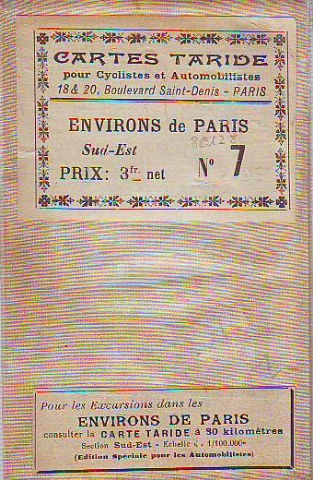 CARTES TARIDE
pour Cyclistes et Automobilistes
18 & 20, Boulevard Saint-Denis - PARIS
ENVIRONS de PARIS
Sud-Est
Nº 7
PRIX: 3fr. net
Pour les Excursions dans les
ENVIRONS DE PARIS
consulter la CARTE TARIDE à 80 kilomètres
Section Sud-Est - Echelle 1/100.000e
(Edition Spéciale pour les Automobilistes)